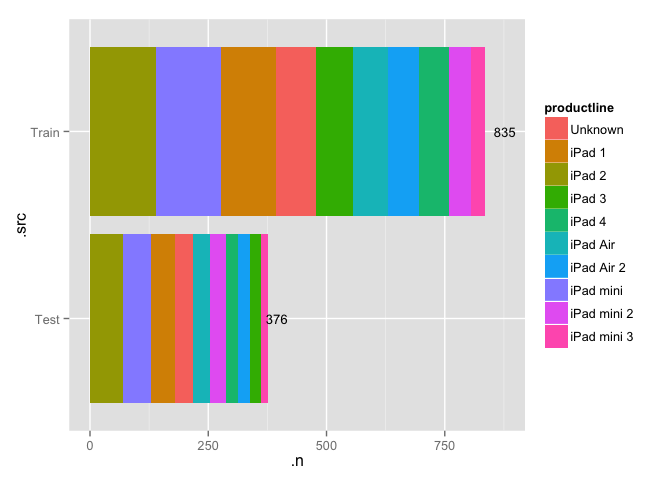 Train
835
.src
Test
376
0
250
500
750
.n
productline
Unknown
iPad 1
iPad 2
iPad 3
iPad 4
iPad Air
iPad Air 2
iPad mini
iPad mini 2
iPad mini 3